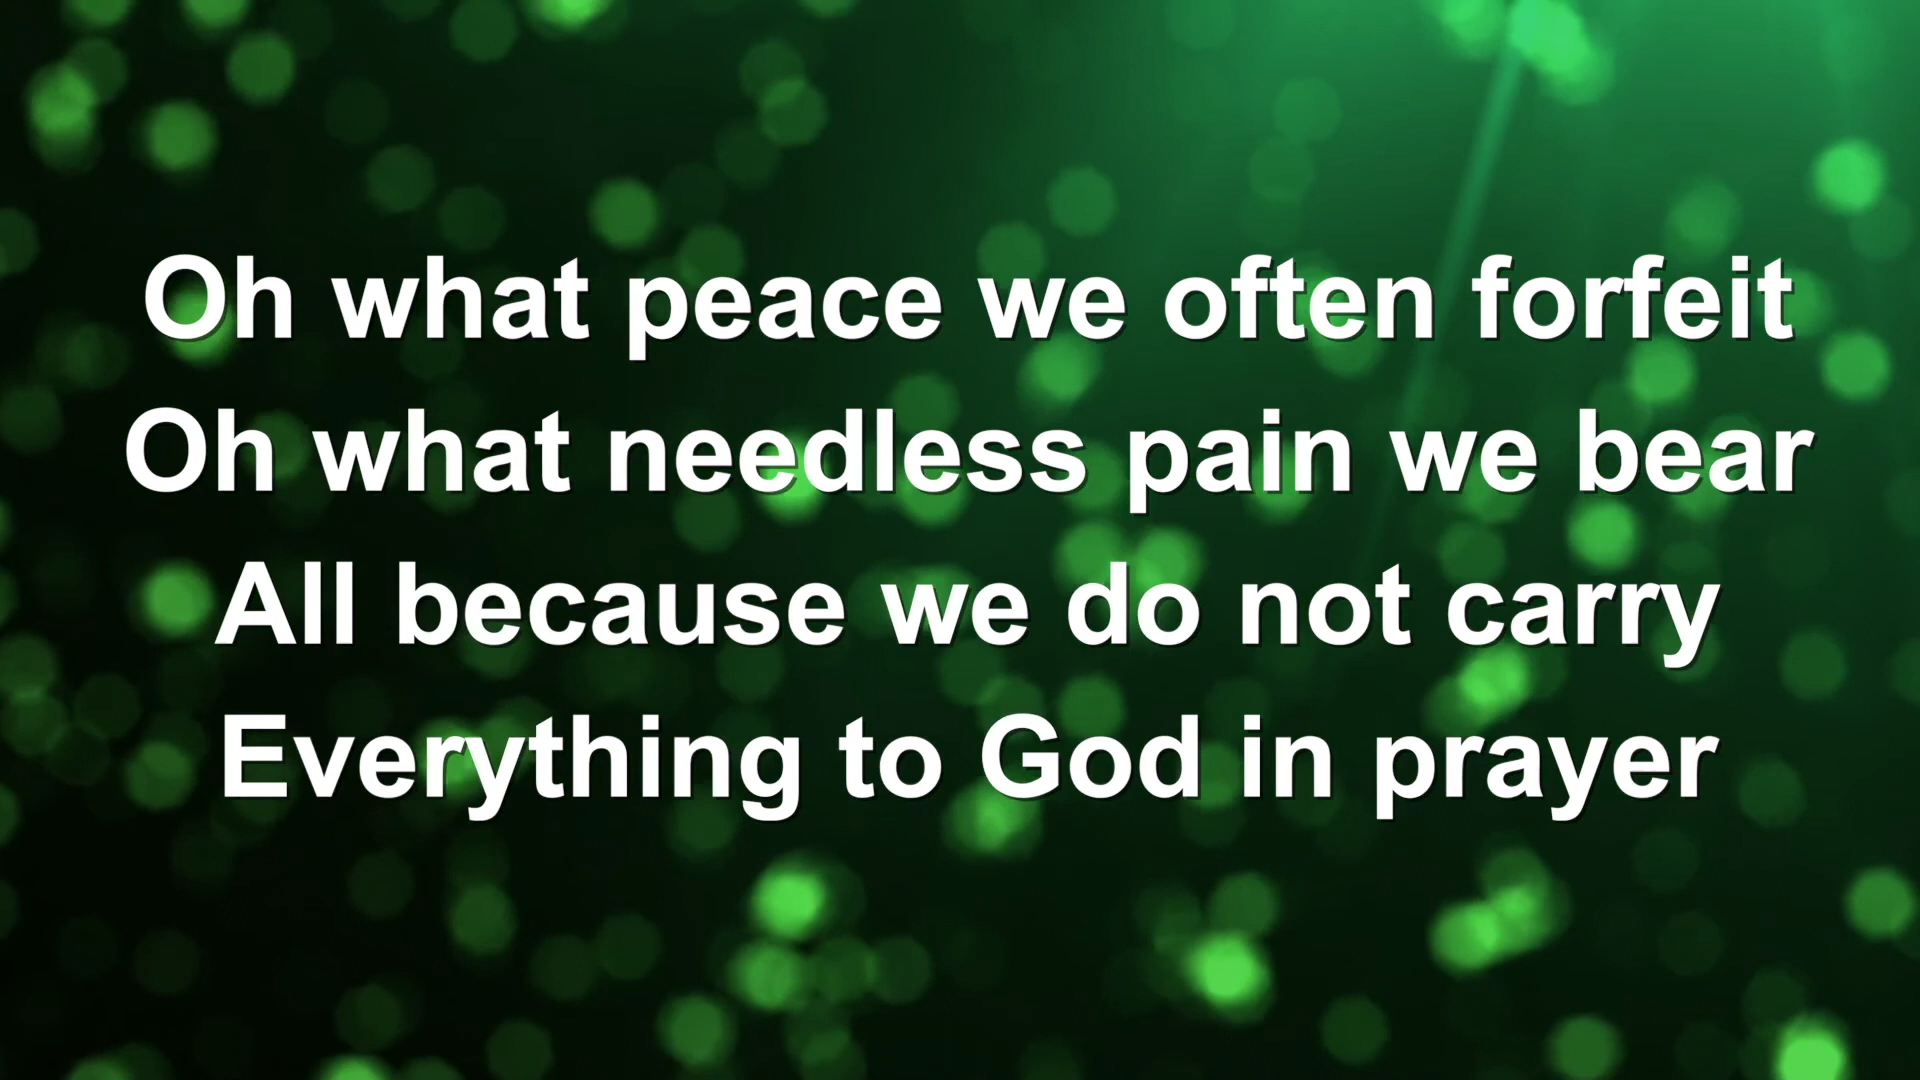 Oh what peace we often forfeit
Oh what needless pain we bear
All because we do not carry
Everything to God in prayer